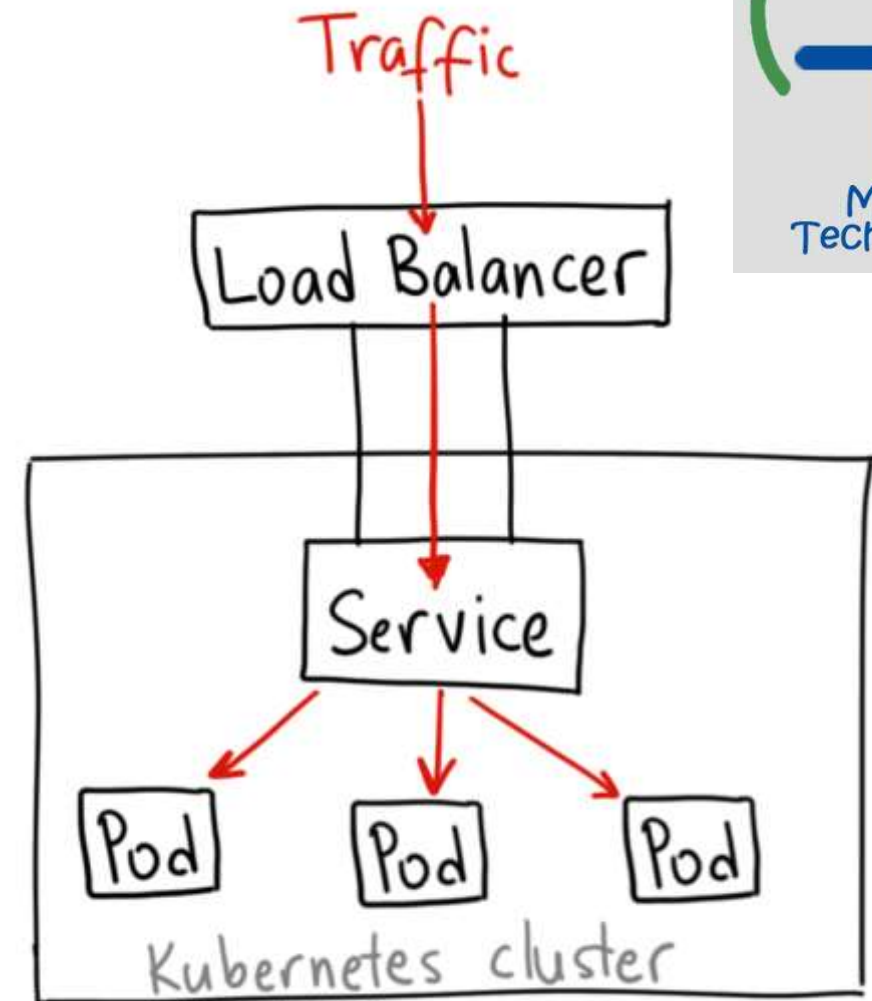 Traffic
Load Balancer
Service
Pod Pod Pod
Kubernetes cluster